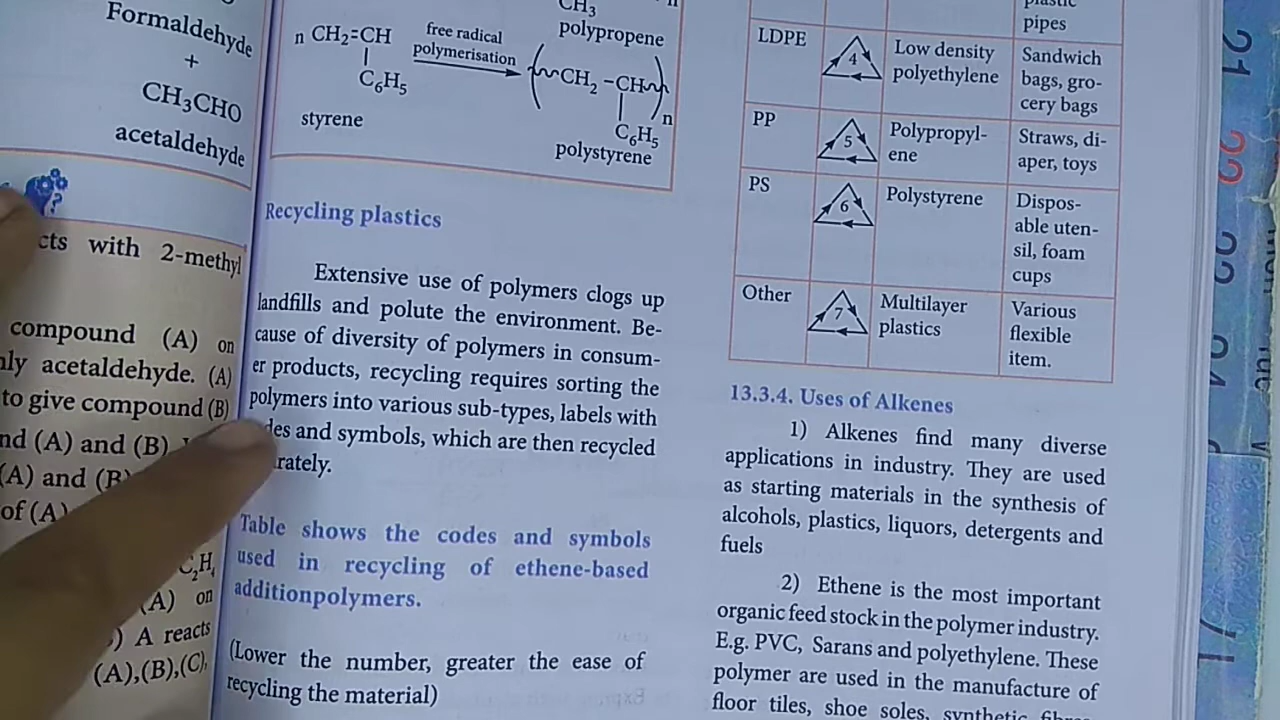 Formaldehyde
+
CH₃CHO
acetaldehyde
?
cts with 2-methyl
compound (A) on
ly acetaldehyde. (A)
to give compound (B)
nd (A) and (B)
(A) and (B)
of (A)
C₂H₄
(A) on
) A reacts
(A),(B),(C),
CH₃
n
polypropene
n CH₂=CH
C₆H₅
styrene
free radical
polymerisation
CH₂ –CH
n
C₆H₅
polystyrene
Recycling plastics
Extensive use of polymers clogs up
landfills and polute the environment. Be-
cause of diversity of polymers in consum-
er products, recycling requires sorting the
polymers into various sub-types, labels with
des and symbols, which are then recycled
rately.
Table shows the codes and symbols
used in recycling of ethene-based
additionpolymers.
(Lower the number, greater the ease of
recycling the material)
plastic
pipes
LDPE 4 Low density Sandwich
polyethylene bags, gro-
cery bags
PP 5 Polypropyl- Straws, di-
ene aper, toys
PS 6 Polystyrene Dispos-
able uten-
sil, foam
cups
Other 7 Multilayer Various
plastics flexible
item.
13.3.4. Uses of Alkenes
1) Alkenes find many diverse
applications in industry. They are used
as starting materials in the synthesis of
alcohols, plastics, liquors, detergents and
fuels
2) Ethene is the most important
organic feed stock in the polymer industry.
E.g. PVC, Sarans and polyethylene. These
polymer are used in the manufacture of
floor tiles, shoe soles, synthetic fibres
21
22